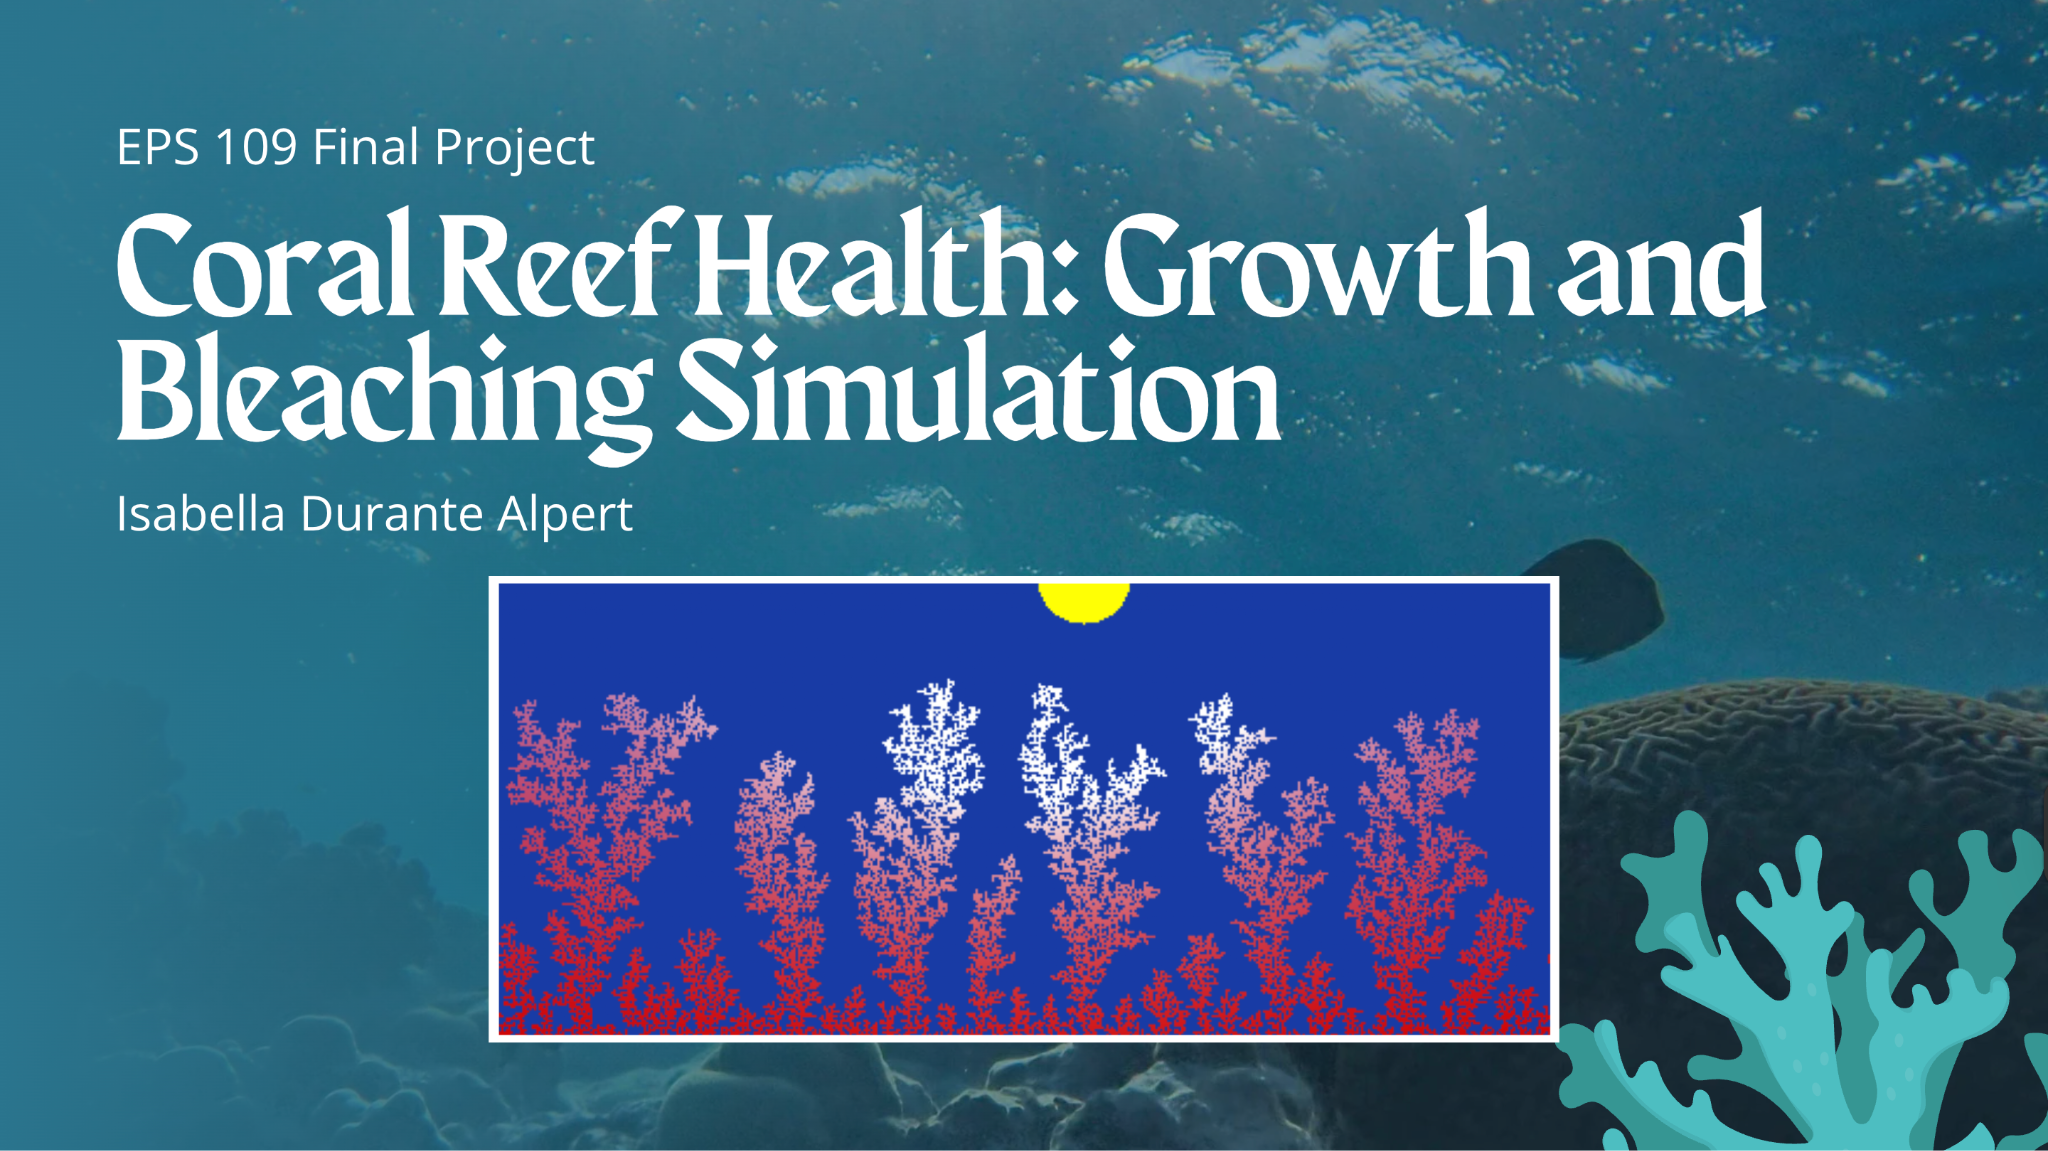 EPS 109 Final Project
Coral Reef Health: Growth and
Bleaching Simulation
Isabella Durante Alpert